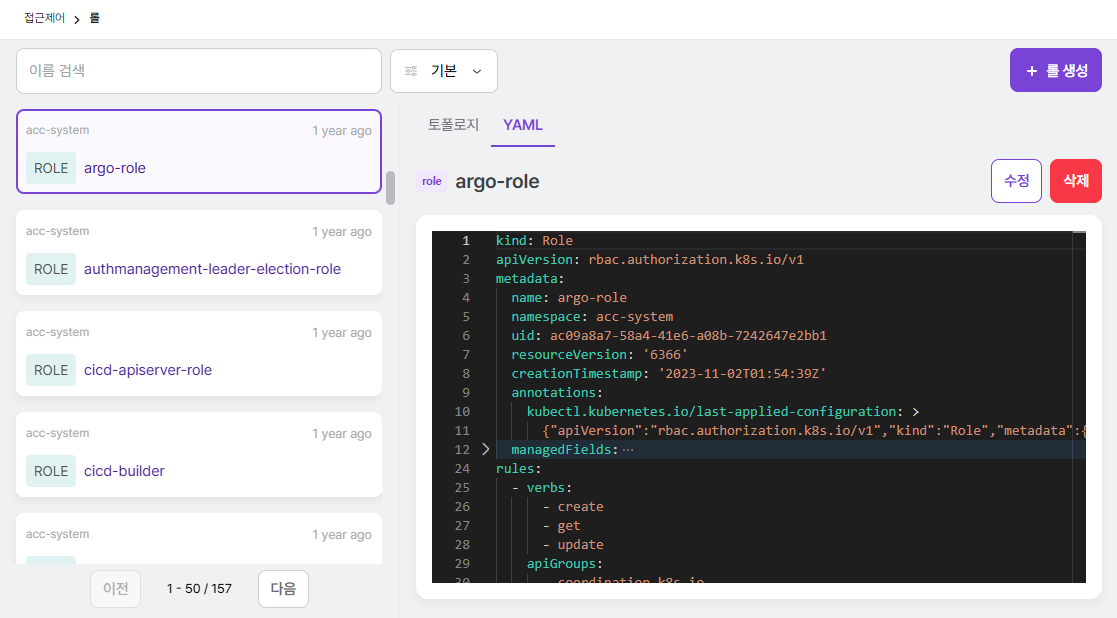 접근제어 > 롤
이름 검색
기본
+ 롤 생성
acc-system 1 year ago
ROLE argo-role
acc-system 1 year ago
ROLE authmanagement-leader-election-role
acc-system 1 year ago
ROLE cicd-apiserver-role
acc-system 1 year ago
ROLE cicd-builder
acc-system 1 year ago
이전 1 - 50 / 157 다음
토폴로지 YAML
role argo-role
수정 삭제
1 kind: Role
2 apiVersion: rbac.authorization.k8s.io/v1
3 metadata:
4 name: argo-role
5 namespace: acc-system
6 uid: ac09a8a7-58a4-41e6-a08b-7242647e2bb1
7 resourceVersion: '6366'
8 creationTimestamp: '2023-11-02T01:54:39Z'
9 annotations:
10 kubectl.kubernetes.io/last-applied-configuration: >
11 {"apiVersion":"rbac.authorization.k8s.io/v1","kind":"Role","metadata":{
12 > managedFields: ···
24 rules:
25 - verbs:
26 - create
27 - get
28 - update
29 apiGroups:
30 - coordination.k8s.io